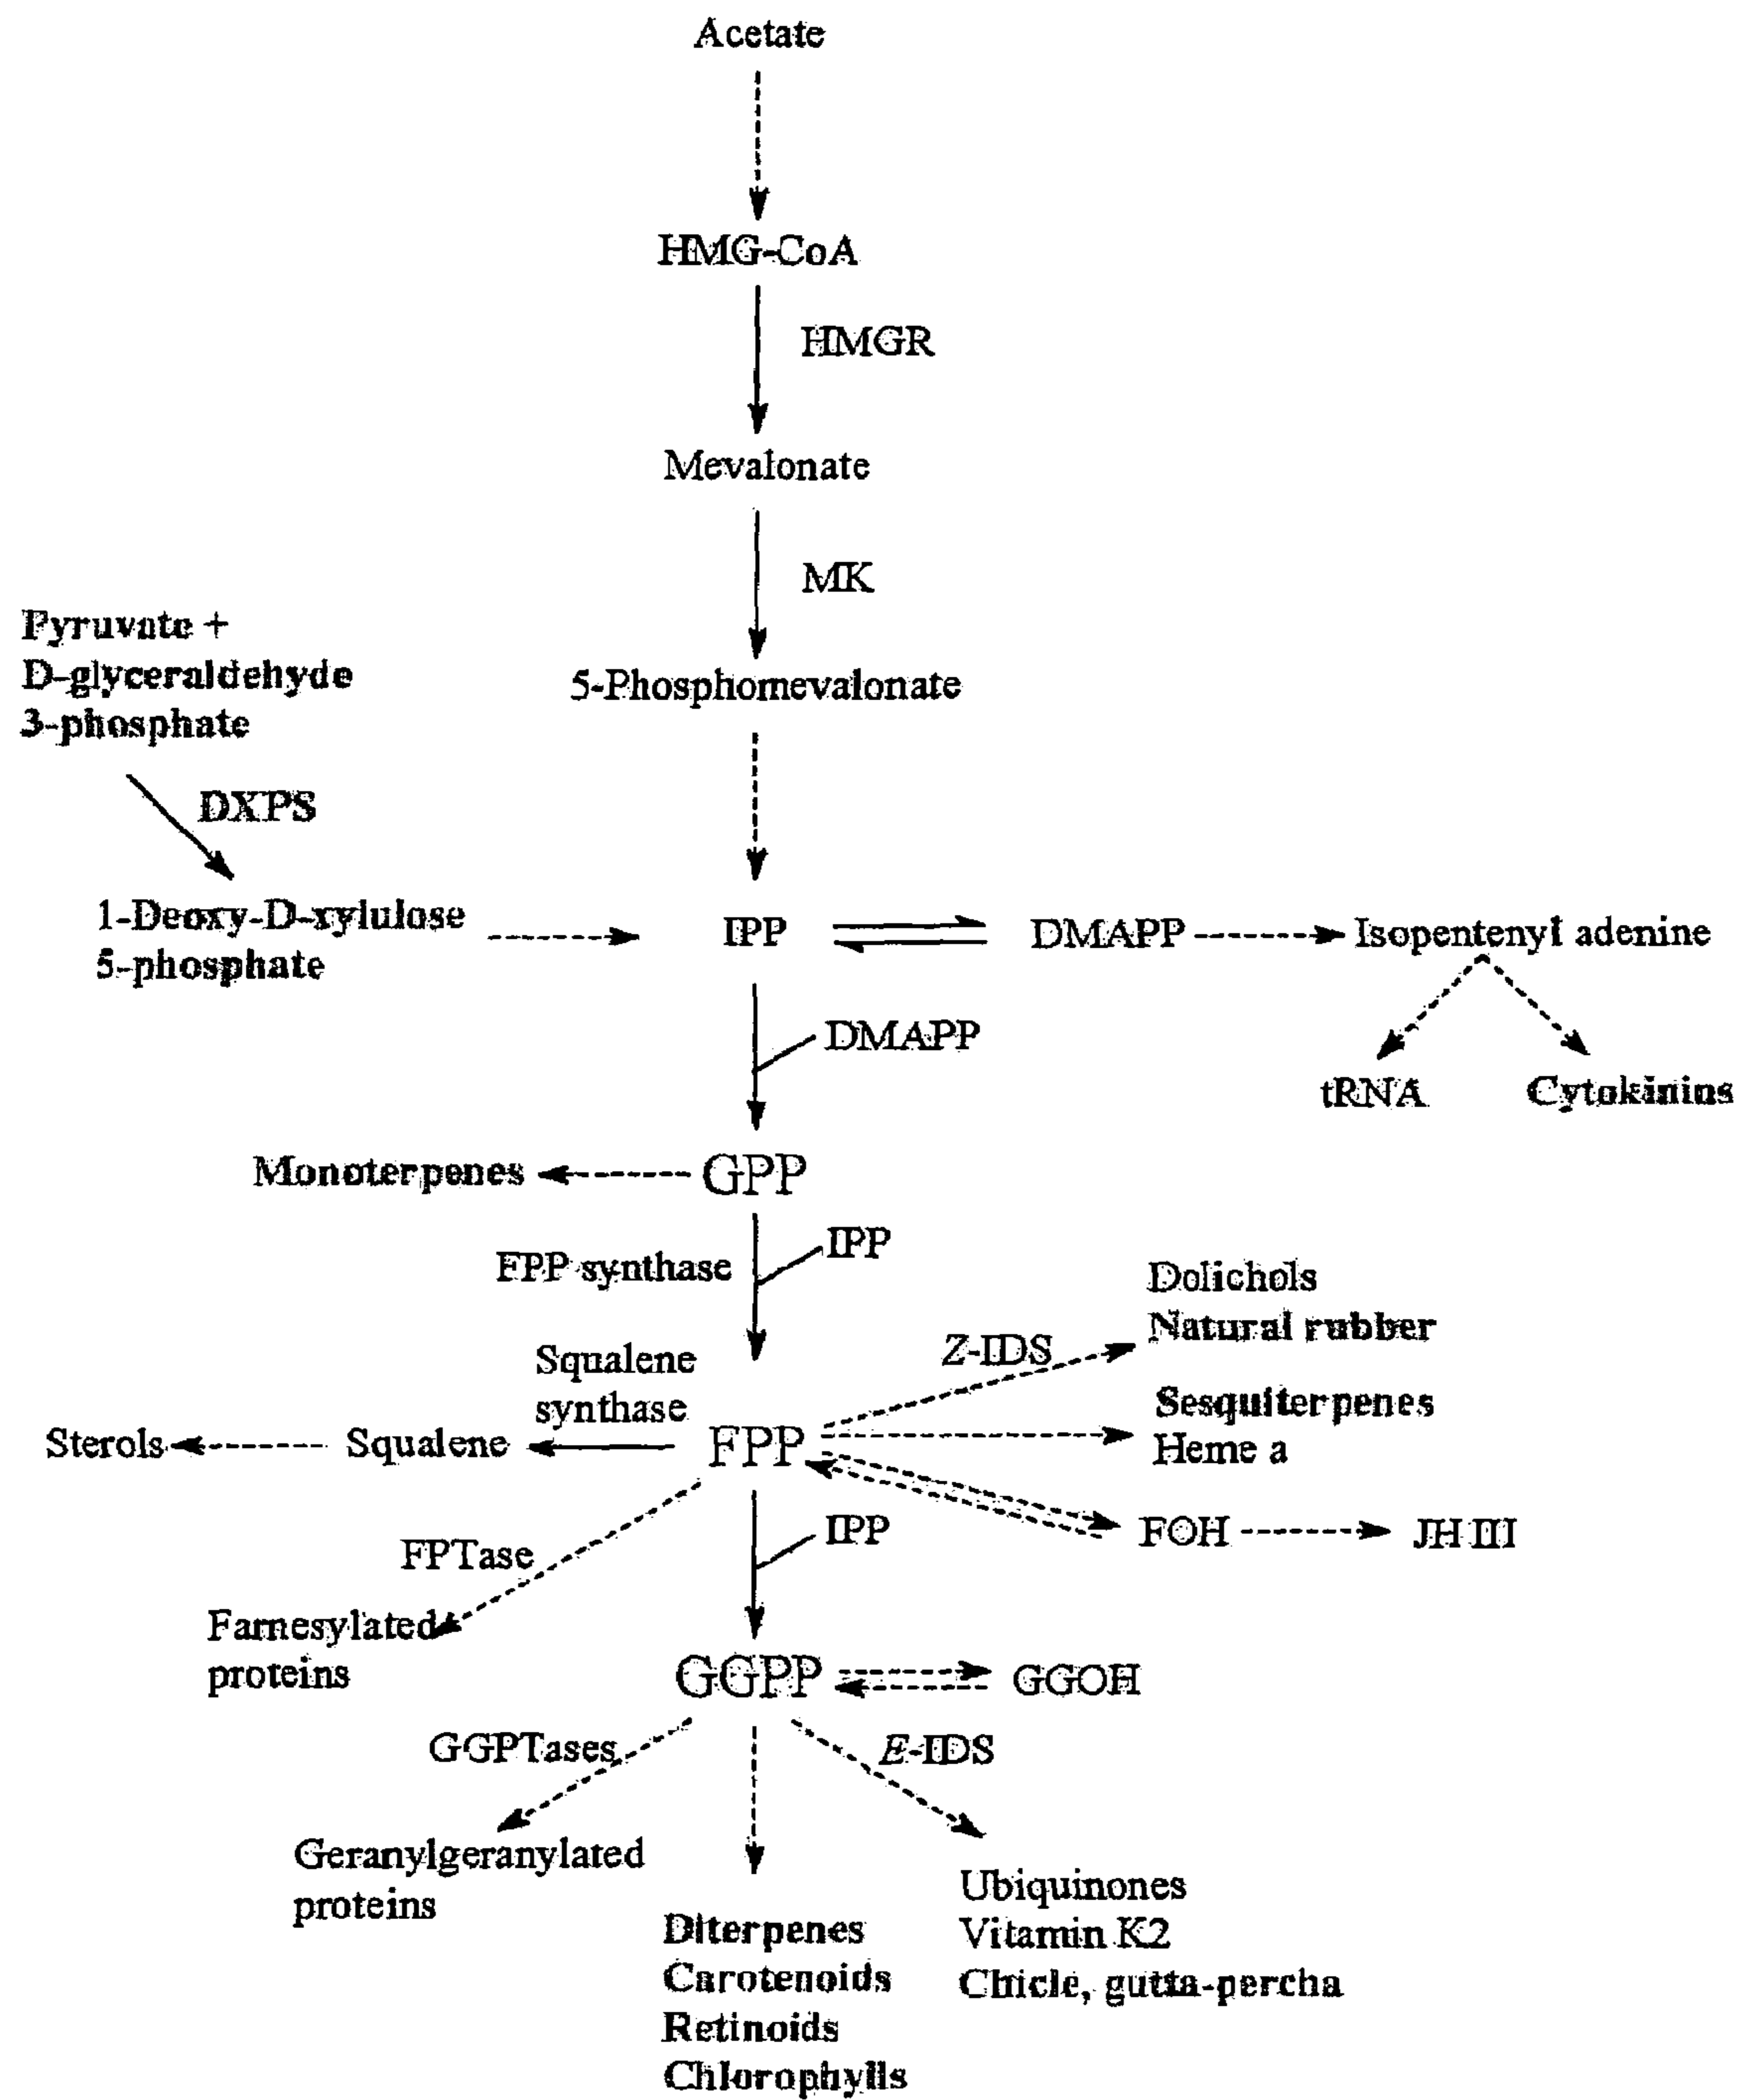 Acetate
HMG-CoA
HMGR
Mevalonate
MK
Pyruvate +
D-glyceraldehyde
3-phosphate
5-Phosphomevalonate
DXPS
1-Deoxy-D-xylulose
5-phosphate
IPP
DMAPP
Isopentenyl adenine
DMAPP
tRNA
Cytokinins
Monoterpenes
GPP
FPP synthase
IPP
Dolichols
Natural rubber
Z-IDS
Squalene
synthase
Sesquiterpenes
Heme a
Sterols
Squalene
FPP
IPP
FOH
JH III
FPTase
Farnesylated
proteins
GGPP
GGOH
GGPTases
E-IDS
Geranylgeranylated
proteins
Ubiquinones
Vitamin K2
Chicle, gutta-percha
Diterpenes
Carotenoids
Retinoids
Chlorophylls